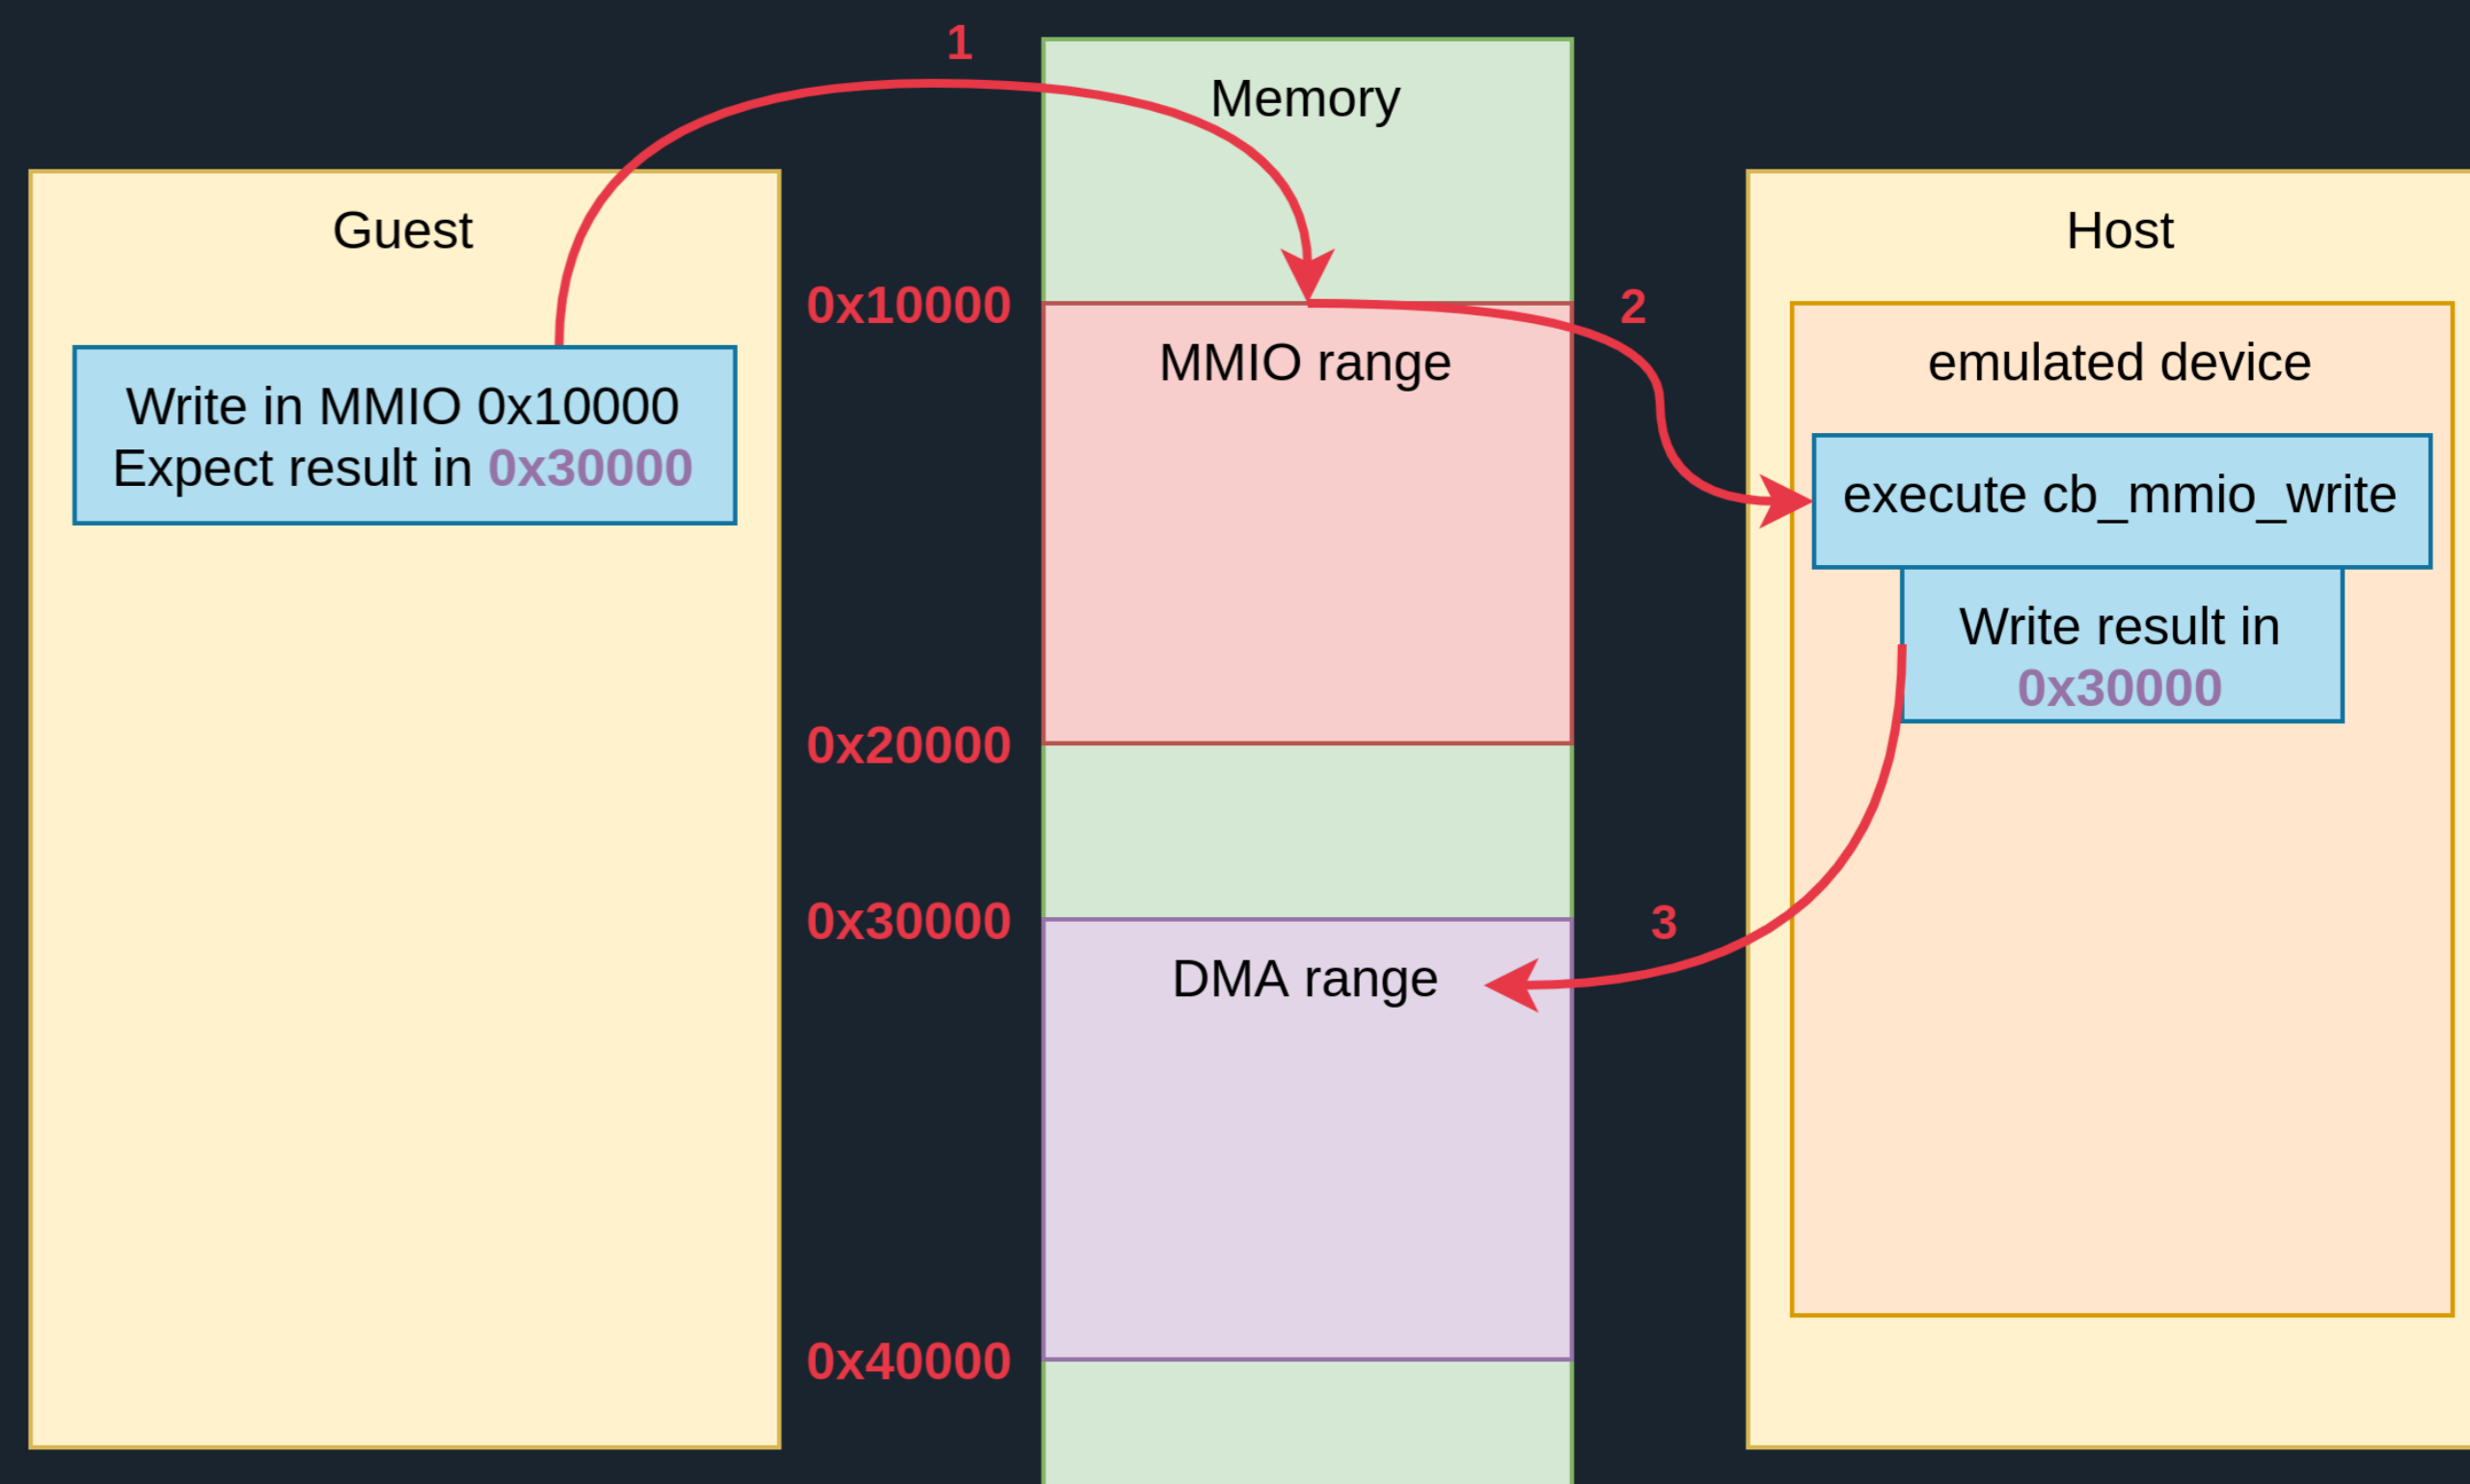 1
Memory
Guest
Host
0x10000
2
MMIO range
emulated device
Write in MMIO 0x10000
Expect result in 0x30000
execute cb_mmio_write
Write result in
0x30000
0x20000
0x30000
3
DMA range
0x40000